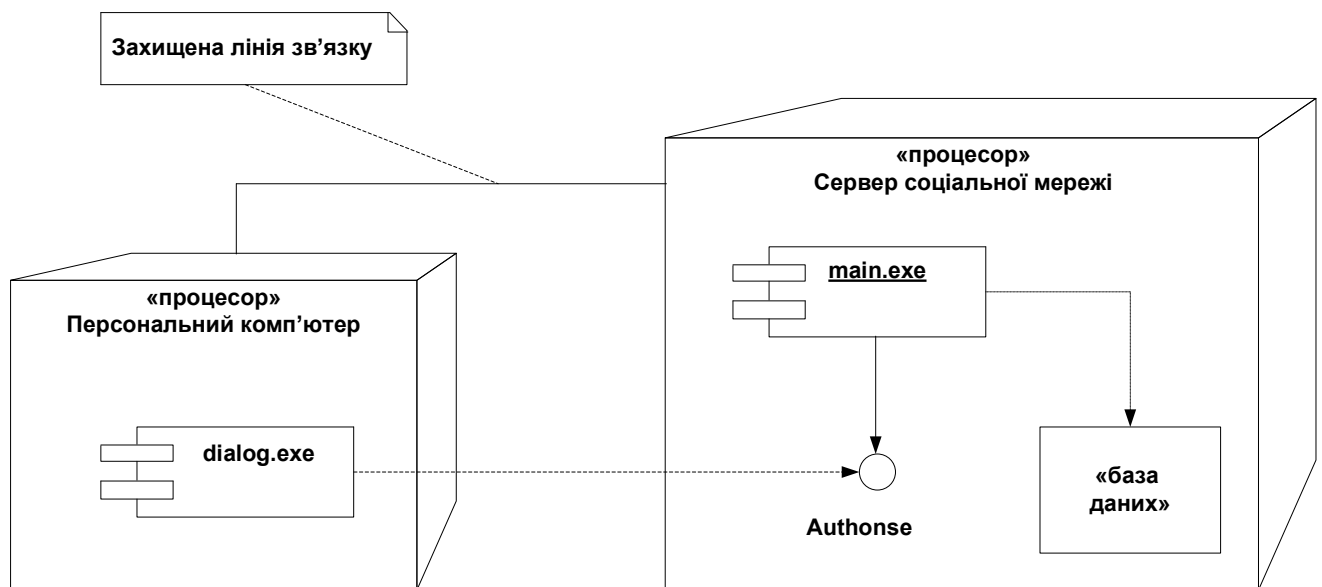 Захищена лінія зв’язку
«процесор»
Сервер соціальної мережі
main.exe
«процесор»
Персональний комп’ютер
dialog.exe
«база
даних»
Authonse